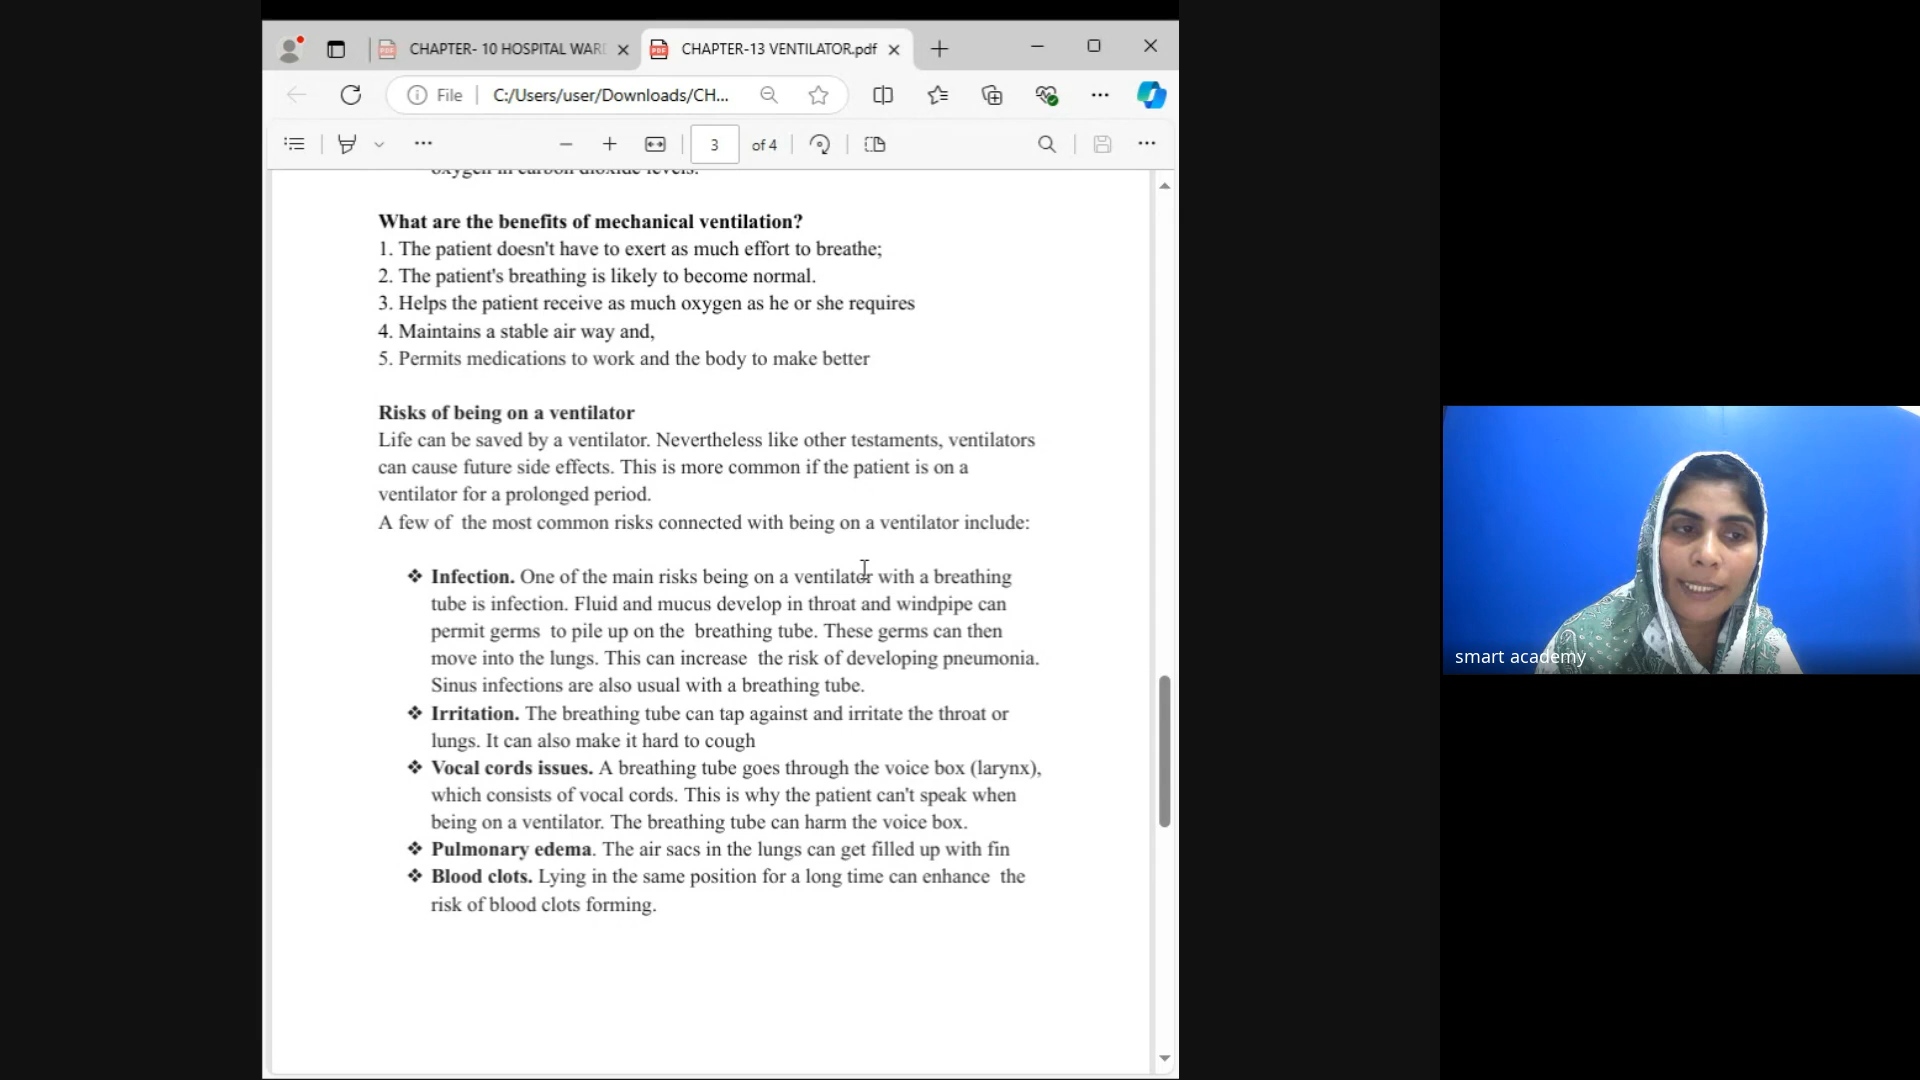 CHAPTER- 10 HOSPITAL WARD
CHAPTER-13 VENTILATOR.pdf
File
C:/Users/user/Downloads/CH...
3 of 4
oxygen in carbon dioxide levels.
What are the benefits of mechanical ventilation?
1. The patient doesn't have to exert as much effort to breathe;
2. The patient's breathing is likely to become normal.
3. Helps the patient receive as much oxygen as he or she requires
4. Maintains a stable air way and,
5. Permits medications to work and the body to make better
Risks of being on a ventilator
Life can be saved by a ventilator. Nevertheless like other testaments, ventilators
can cause future side effects. This is more common if the patient is on a
ventilator for a prolonged period.
A few of the most common risks connected with being on a ventilator include:
❖ Infection. One of the main risks being on a ventilator with a breathing
tube is infection. Fluid and mucus develop in throat and windpipe can
permit germs to pile up on the breathing tube. These germs can then
move into the lungs. This can increase the risk of developing pneumonia.
Sinus infections are also usual with a breathing tube.
❖ Irritation. The breathing tube can tap against and irritate the throat or
lungs. It can also make it hard to cough
❖ Vocal cords issues. A breathing tube goes through the voice box (larynx),
which consists of vocal cords. This is why the patient can't speak when
being on a ventilator. The breathing tube can harm the voice box.
❖ Pulmonary edema. The air sacs in the lungs can get filled up with fin
❖ Blood clots. Lying in the same position for a long time can enhance the
risk of blood clots forming.
smart academy